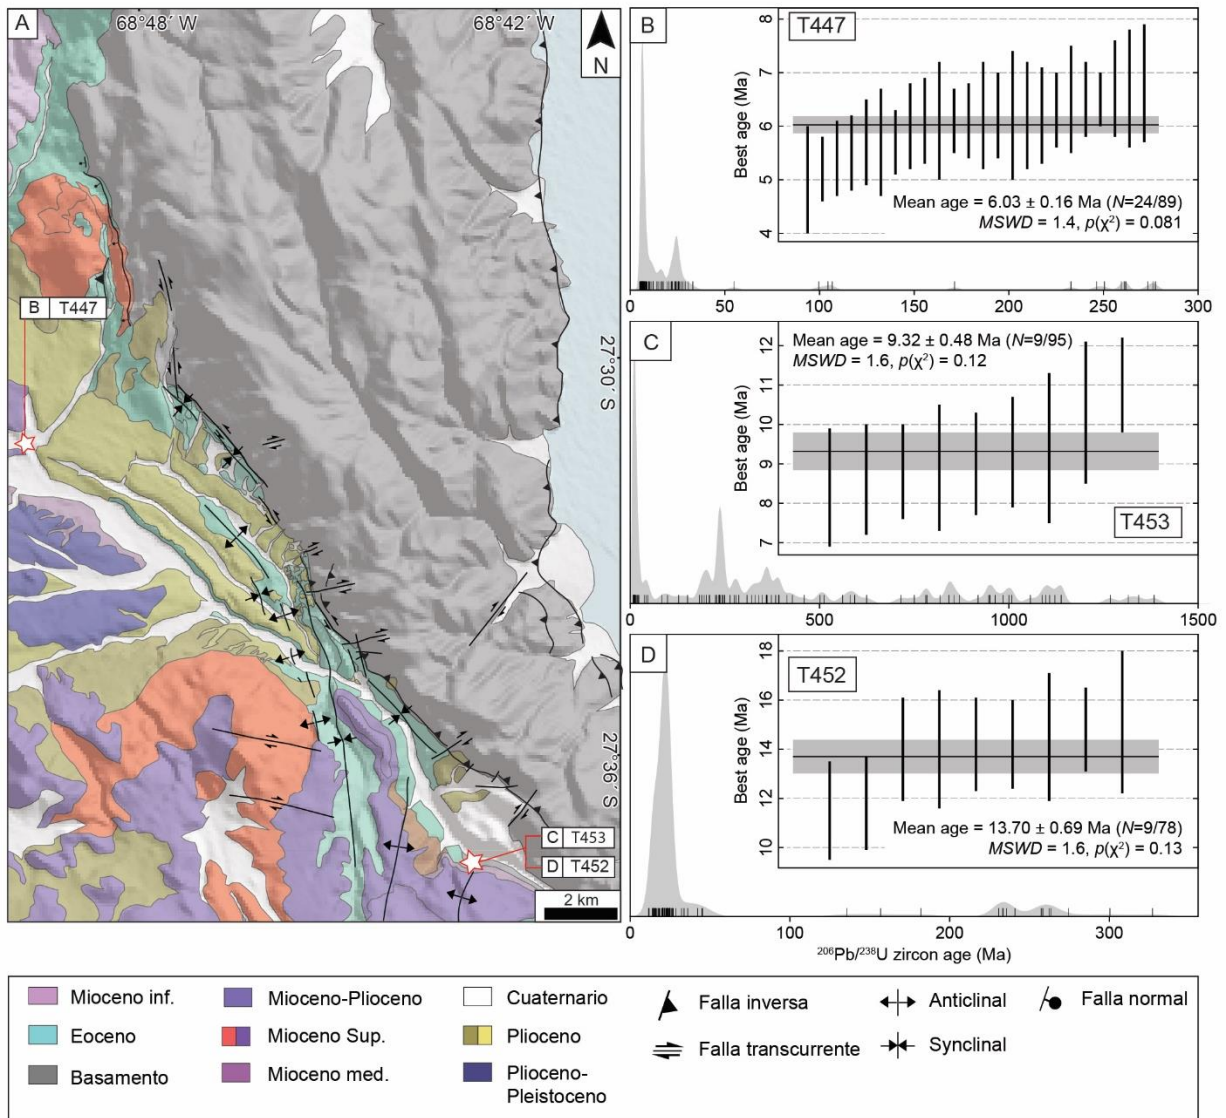 A
68°48´ W
68°42´ W
N
B
T447
27°30´ S
27°36´ S
C
T453
D
T452
2 km
B
T447
8
7
6
5
4
Best age (Ma)
Mean age = 6.03 ± 0.16 Ma (N=24/89)
MSWD = 1.4, p(χ²) = 0.081
0
50
100
150
200
250
300
C
Mean age = 9.32 ± 0.48 Ma (N=9/95)
MSWD = 1.6, p(χ²) = 0.12
12
11
10
9
8
7
Best age (Ma)
T453
0
500
1000
1500
D
T452
18
16
14
12
10
Best age (Ma)
Mean age = 13.70 ± 0.69 Ma (N=9/78)
MSWD = 1.6, p(χ²) = 0.13
100
200
300
²⁰⁶Pb/²³⁸U zircon age (Ma)
Mioceno inf.
Mioceno-Plioceno
Cuaternario
Falla inversa
Anticlinal
Falla normal
Eoceno
Mioceno Sup.
Plioceno
Falla transcurrente
Synclinal
Basamento
Mioceno med.
Plioceno-
Pleistoceno